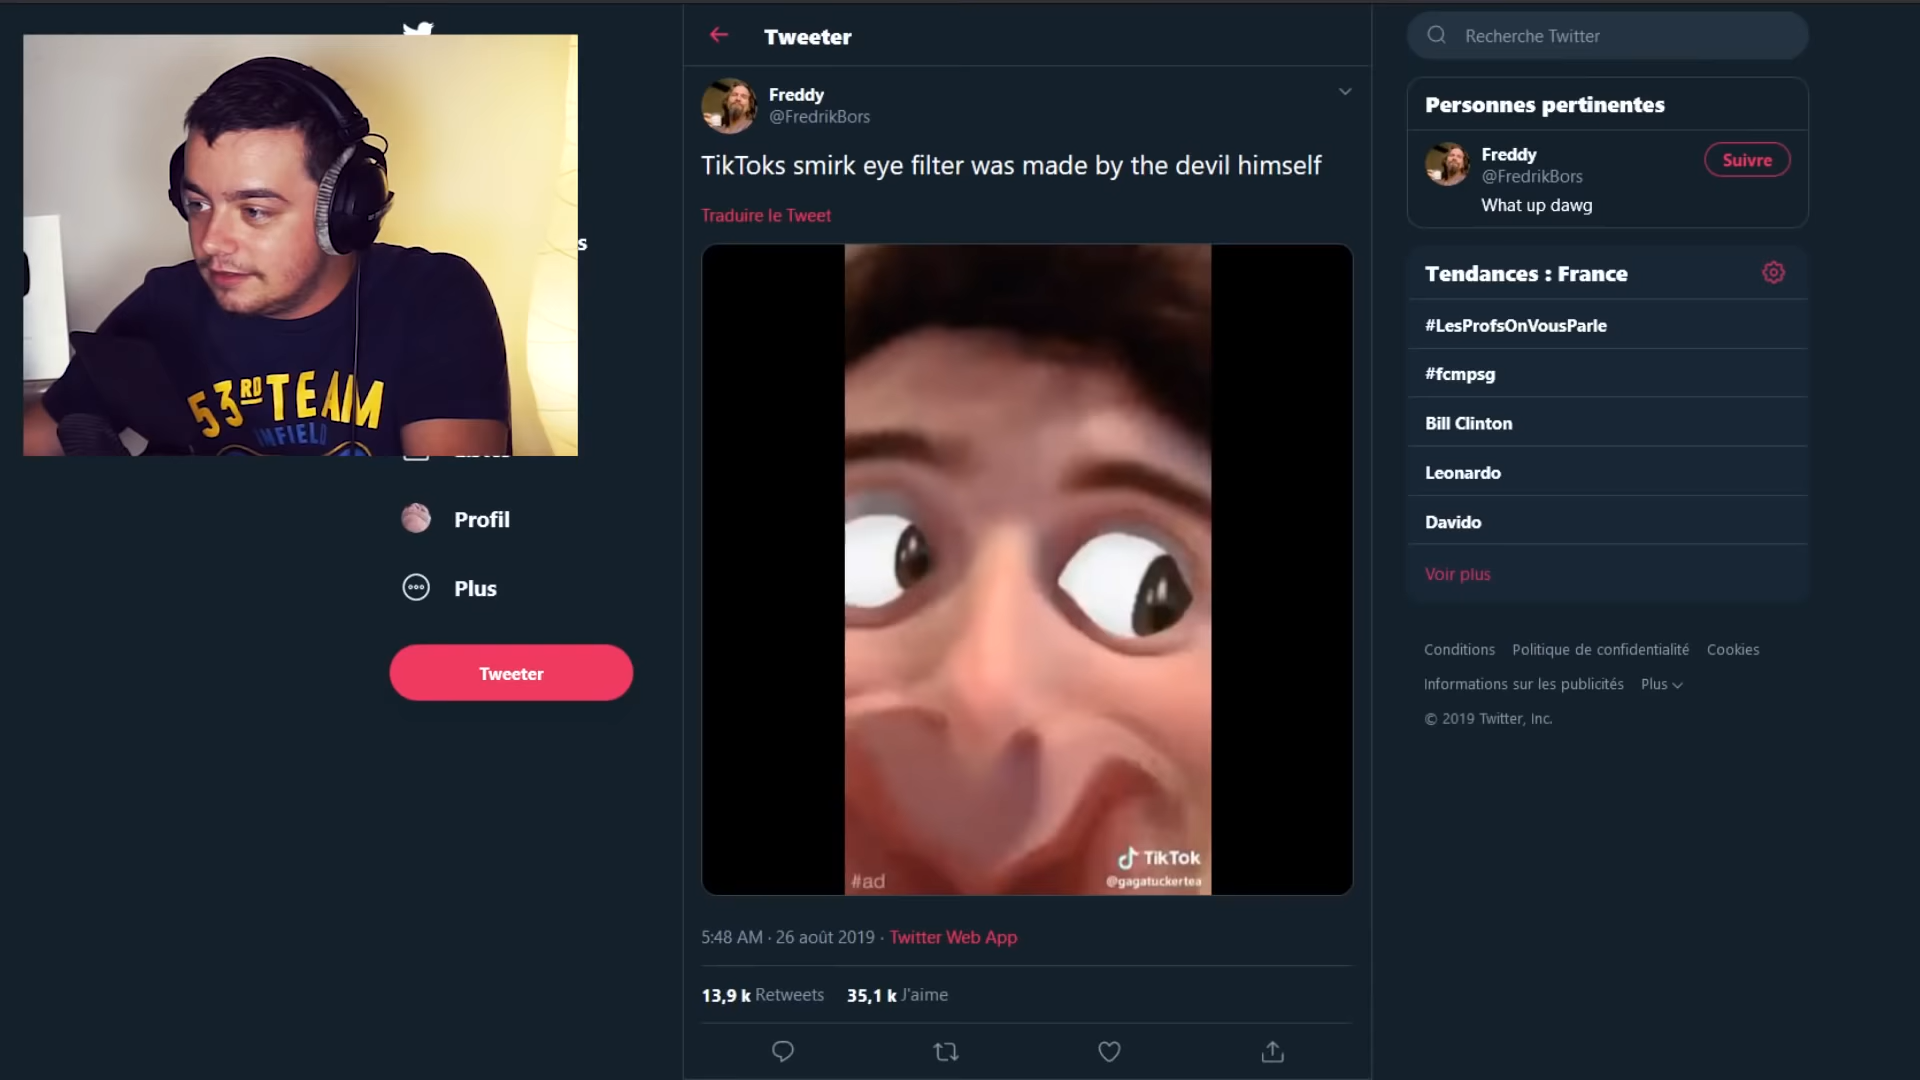 53RD TEAM
INFIELD
Profil
Plus
Tweeter
Tweeter
Freddy
@FredrikBors
TikToks smirk eye filter was made by the devil himself
Traduire le Tweet
#ad
TikTok
@gagatuckertea
5:48 AM · 26 août 2019 · Twitter Web App
13,9 k Retweets 35,1 k J'aime
Recherche Twitter
Personnes pertinentes
Freddy
@FredrikBors
Suivre
What up dawg
Tendances : France
#LesProfsOnVousParle
#fcmpsg
Bill Clinton
Leonardo
Davido
Voir plus
Conditions Politique de confidentialité Cookies
Informations sur les publicités Plus
© 2019 Twitter, Inc.